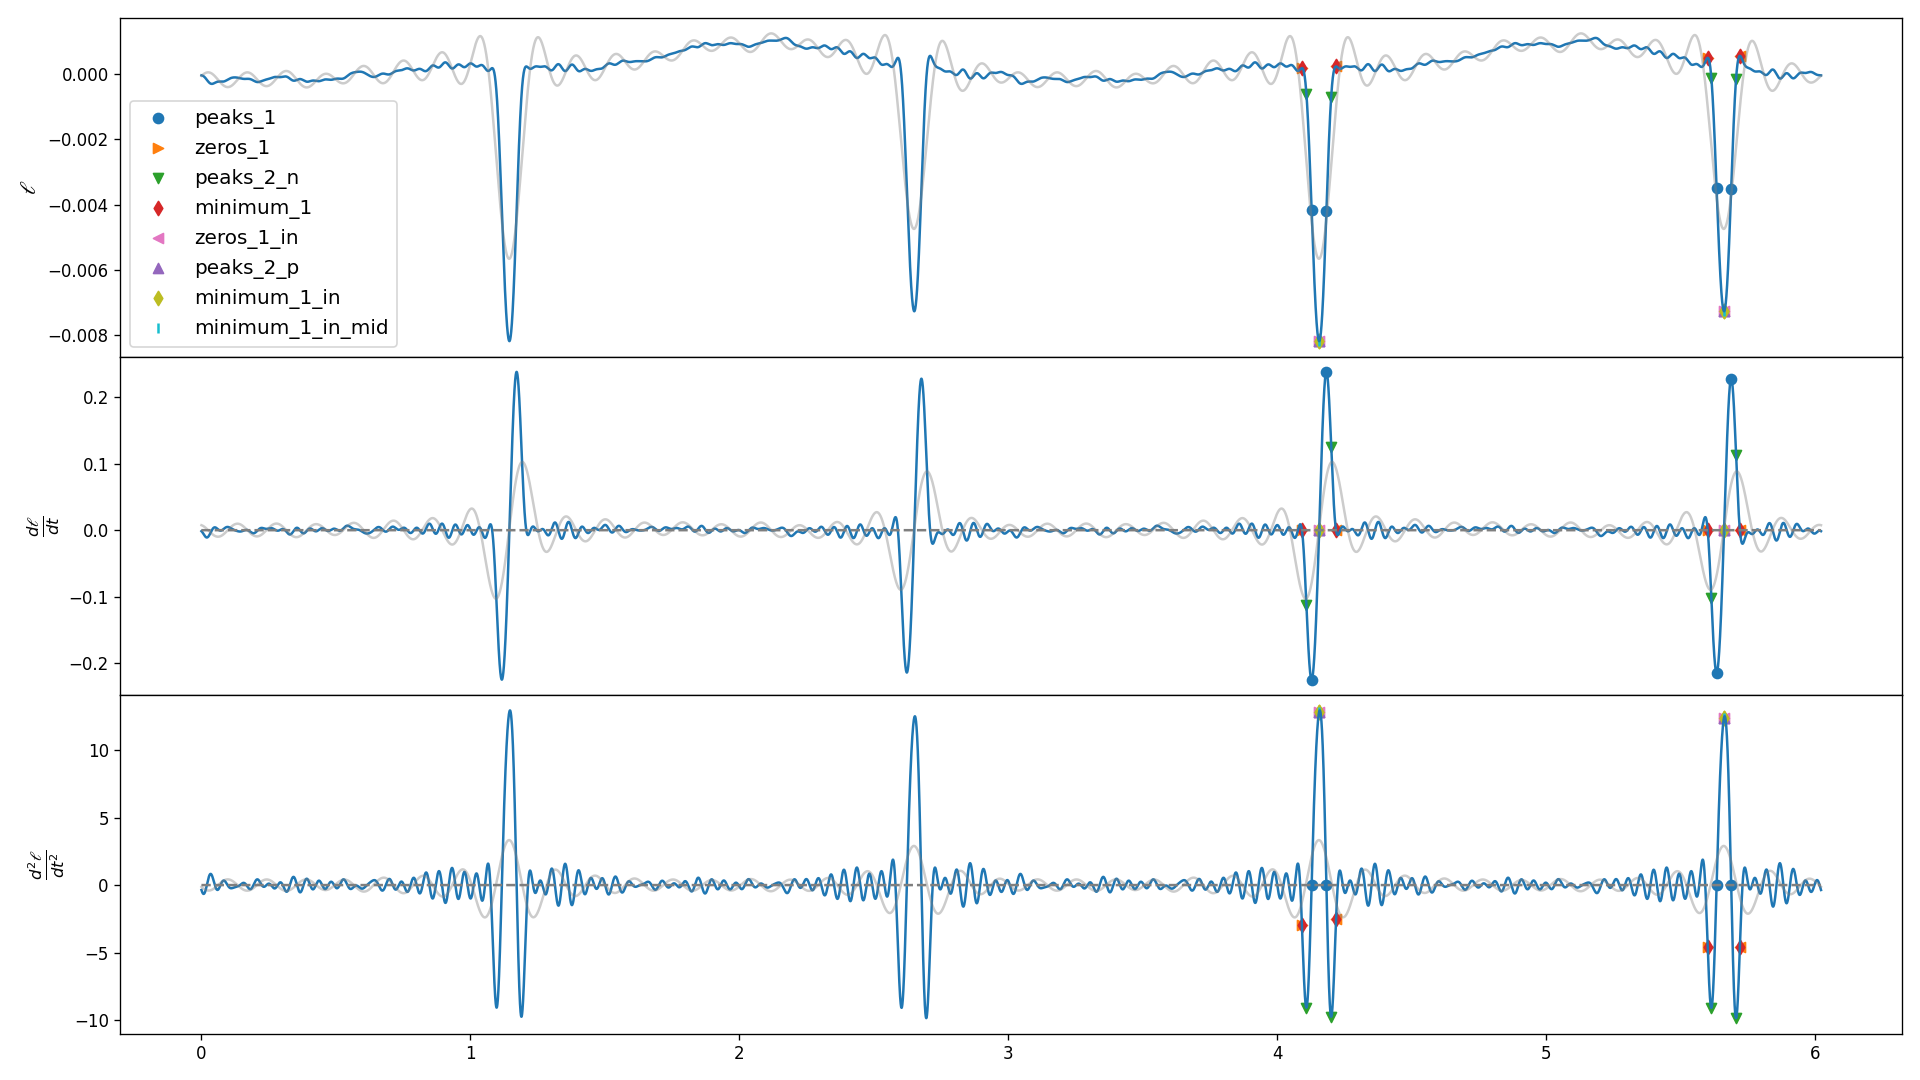 0.000
−0.002
−0.004
−0.006
−0.008
ℓ
peaks_1
zeros_1
peaks_2_n
minimum_1
zeros_1_in
peaks_2_p
minimum_1_in
minimum_1_in_mid
0.2
0.1
0.0
−0.1
−0.2
dℓ
dt
10
5
0
−5
−10
d²ℓ
dt²
0 1 2 3 4 5 6